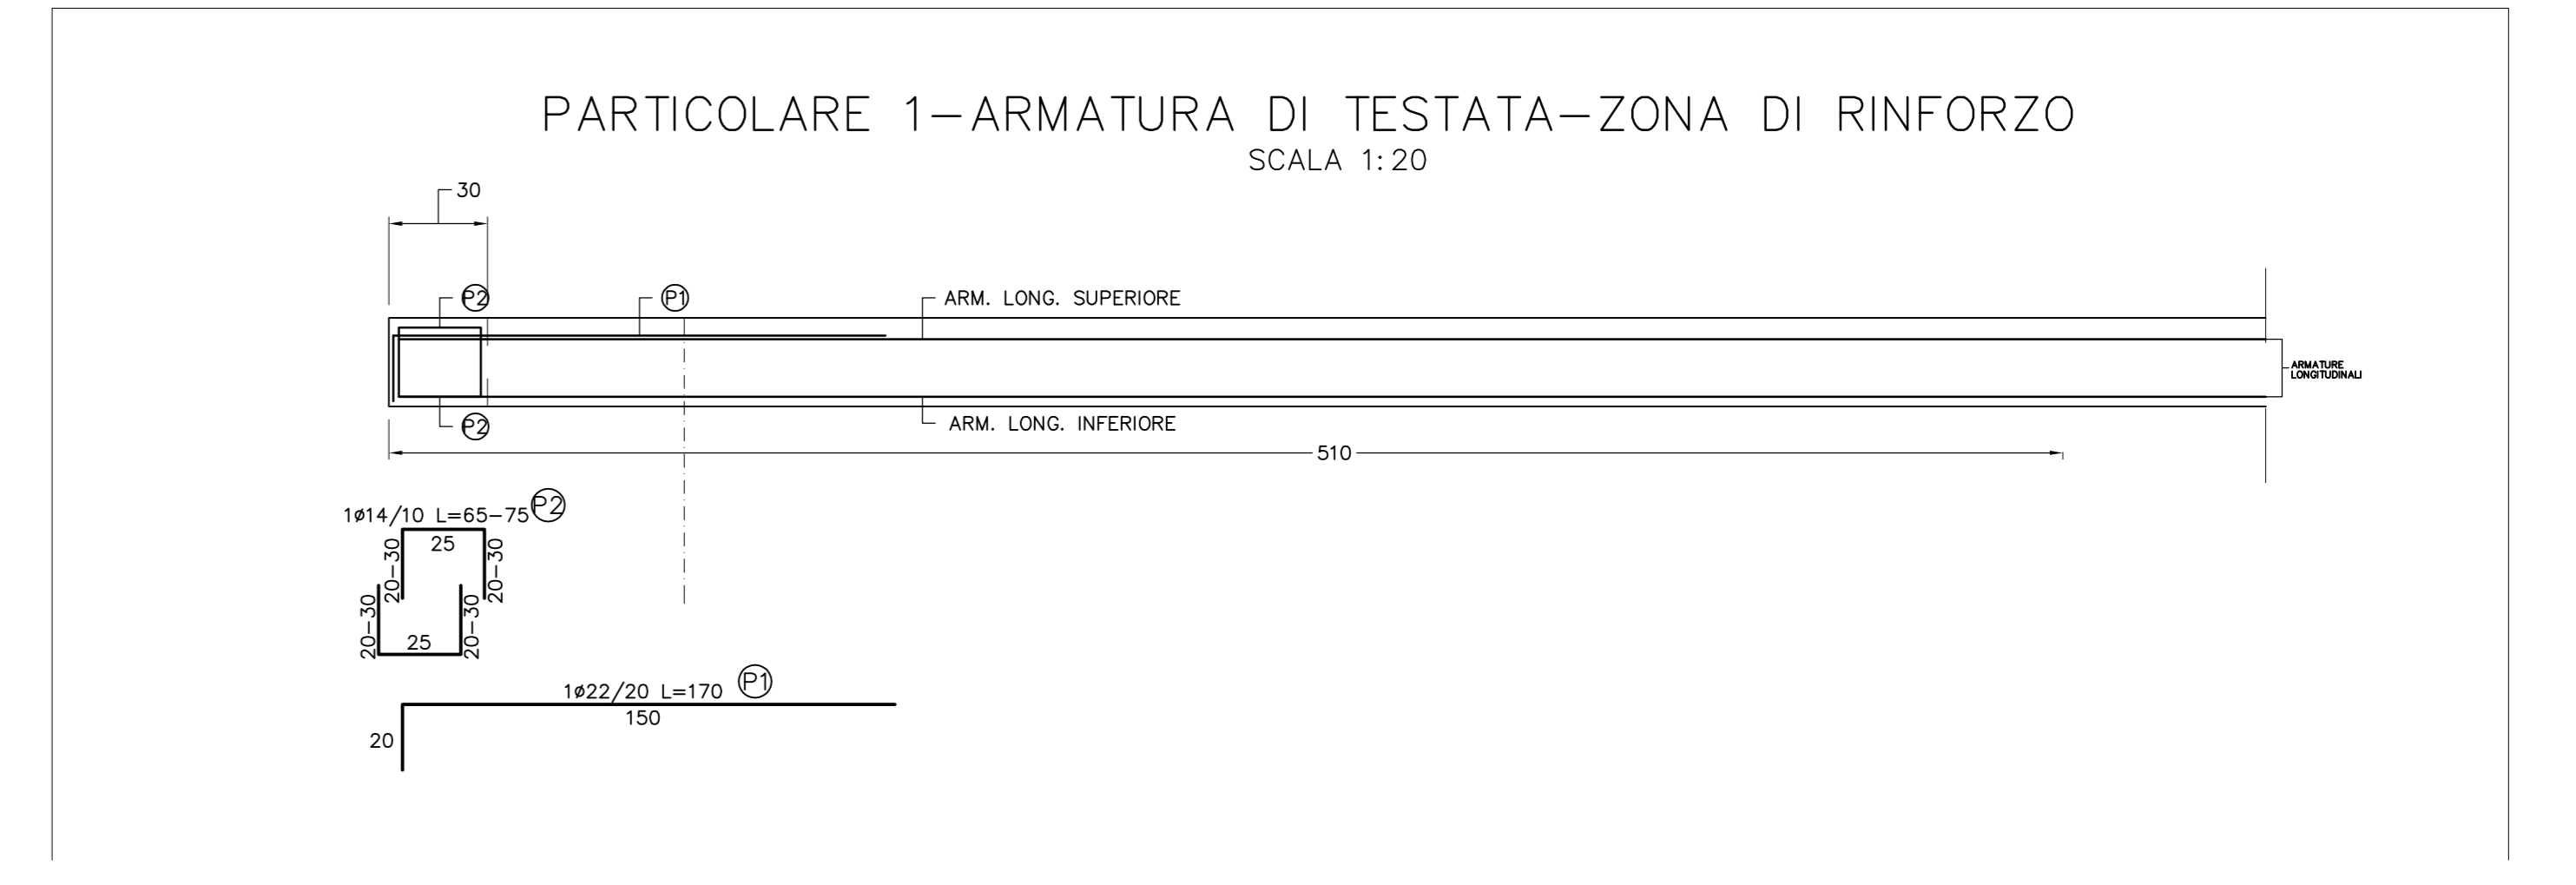 PARTICOLARE 1-ARMATURA DI TESTATA-ZONA DI RINFORZO
SCALA 1:20
30
P2
P1
ARM. LONG. SUPERIORE
ARMATURE
LONGITUDINALI
P2
ARM. LONG. INFERIORE
510
1ø14/10 L=65-75
P2
25
20-30
20-30
20-30
25
20-30
1ø22/20 L=170
P1
150
20